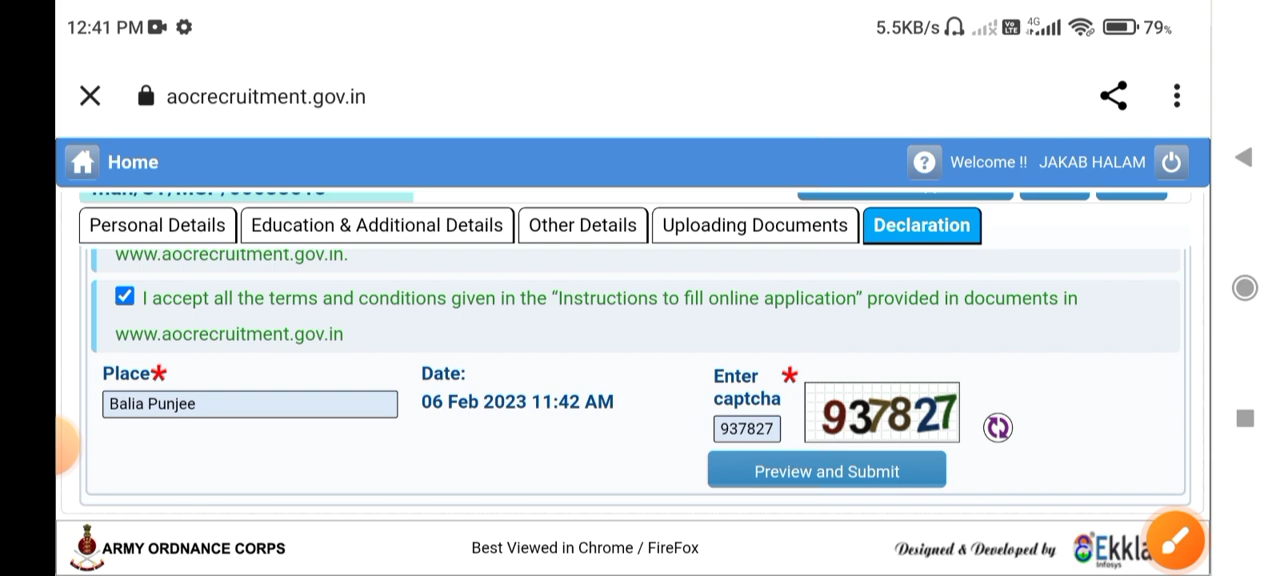 12:41 PM
5.5KB/s Vo LTE 4G 79%
aocrecruitment.gov.in
Home
Welcome !! JAKAB HALAM
Personal Details
Education & Additional Details
Other Details
Uploading Documents
Declaration
www.aocrecruitment.gov.in.
I accept all the terms and conditions given in the “Instructions to fill online application” provided in documents in
www.aocrecruitment.gov.in
Place*
Balia Punjee
Date:
06 Feb 2023 11:42 AM
Enter *
captcha
937827
937827
Preview and Submit
ARMY ORDNANCE CORPS
Best Viewed in Chrome / FireFox
Designed & Developed by
Infosys